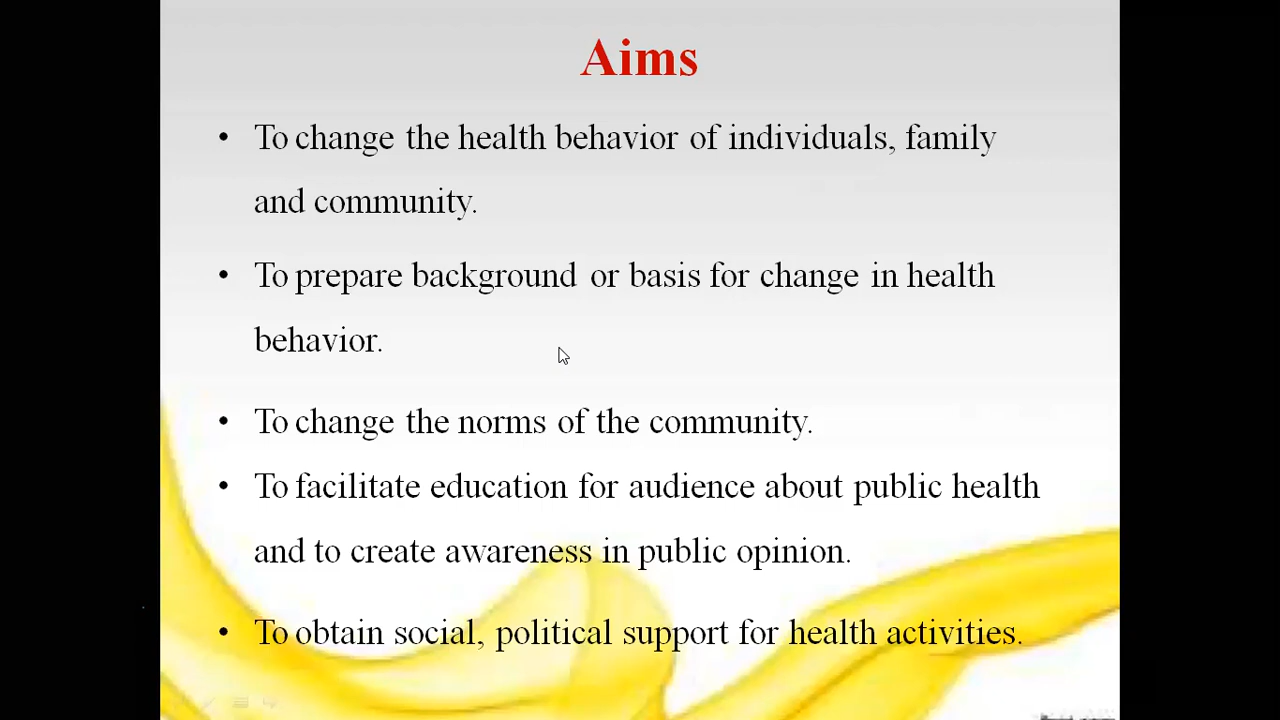 Aims
• To change the health behavior of individuals, family
and community.
• To prepare background or basis for change in health
behavior.
• To change the norms of the community.
• To facilitate education for audience about public health
and to create awareness in public opinion.
• To obtain social, political support for health activities.